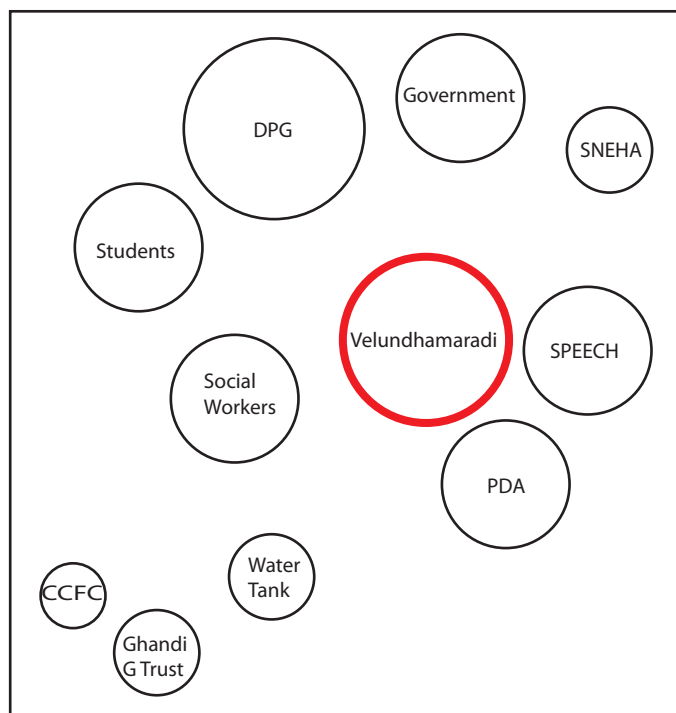 Government
DPG
SNEHA
Students
Velundhamaradi
SPEECH
Social
Workers
PDA
Water
Tank
CCFC
Ghandi
G Trust